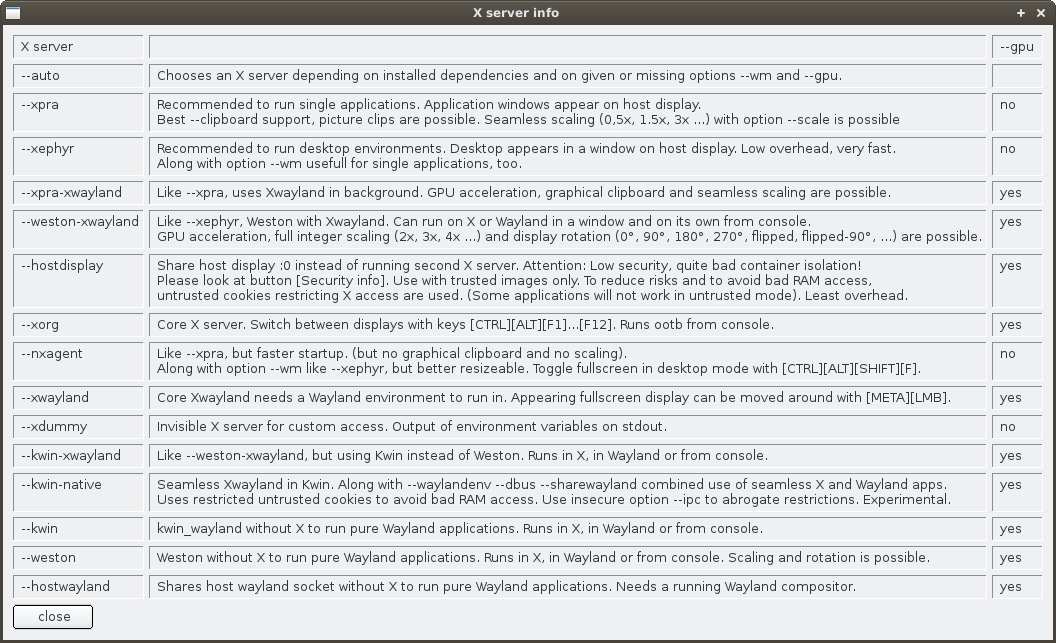 X server info
X server --gpu
--auto Chooses an X server depending on installed dependencies and on given or missing options --wm and --gpu.
--xpra Recommended to run single applications. Application windows appear on host display. no
Best --clipboard support, picture clips are possible. Seamless scaling (0,5x, 1.5x, 3x ...) with option --scale is possible
--xephyr Recommended to run desktop environments. Desktop appears in a window on host display. Low overhead, very fast. no
Along with option --wm usefull for single applications, too.
--xpra-xwayland Like --xpra, uses Xwayland in background. GPU acceleration, graphical clipboard and seamless scaling are possible. yes
--weston-xwayland Like --xephyr, Weston with Xwayland. Can run on X or Wayland in a window and on its own from console. yes
GPU acceleration, full integer scaling (2x, 3x, 4x ...) and display rotation (0°, 90°, 180°, 270°, flipped, flipped-90°, ...) are possible.
--hostdisplay Share host display :0 instead of running second X server. Attention: Low security, quite bad container isolation! yes
Please look at button [Security info]. Use with trusted images only. To reduce risks and to avoid bad RAM access,
untrusted cookies restricting X access are used. (Some applications will not work in untrusted mode). Least overhead.
--xorg Core X server. Switch between displays with keys [CTRL][ALT][F1]...[F12]. Runs ootb from console. yes
--nxagent Like --xpra, but faster startup. (but no graphical clipboard and no scaling). no
Along with option --wm like --xephyr, but better resizeable. Toggle fullscreen in desktop mode with [CTRL][ALT][SHIFT][F].
--xwayland Core Xwayland needs a Wayland environment to run in. Appearing fullscreen display can be moved around with [META][LMB]. yes
--xdummy Invisible X server for custom access. Output of environment variables on stdout. no
--kwin-xwayland Like --weston-xwayland, but using Kwin instead of Weston. Runs in X, in Wayland or from console. yes
--kwin-native Seamless Xwayland in Kwin. Along with --waylandenv --dbus --sharewayland combined use of seamless X and Wayland apps. yes
Uses restricted untrusted cookies to avoid bad RAM access. Use insecure option --ipc to abrogate restrictions. Experimental.
--kwin kwin_wayland without X to run pure Wayland applications. Runs in X, in Wayland or from console. yes
--weston Weston without X to run pure Wayland applications. Runs in X, in Wayland or from console. Scaling and rotation is possible. yes
--hostwayland Shares host wayland socket without X to run pure Wayland applications. Needs a running Wayland compositor. yes
close